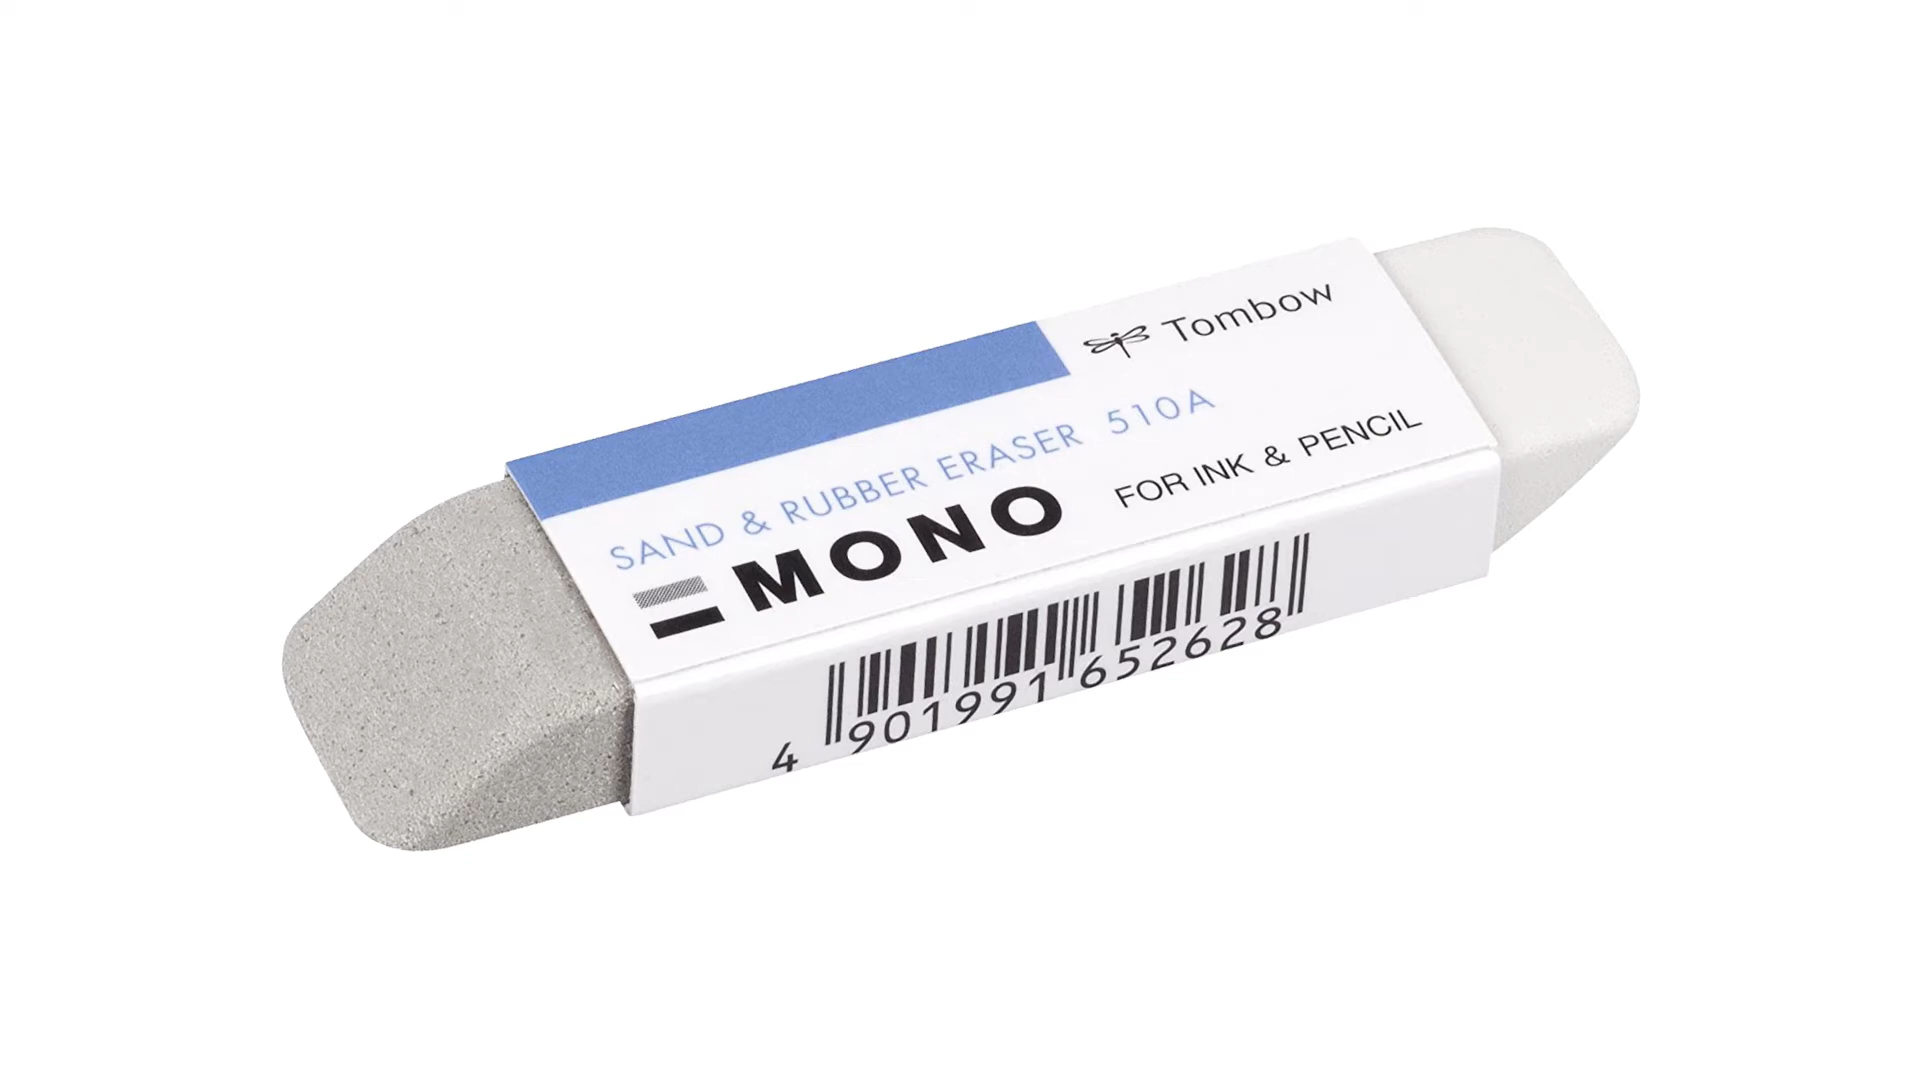 Tombow
SAND & RUBBER ERASER 510A
MONO FOR INK & PENCIL
4 901991 652628